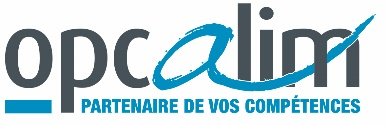 opcalim
PARTENAIRE DE VOS COMPÉTENCES